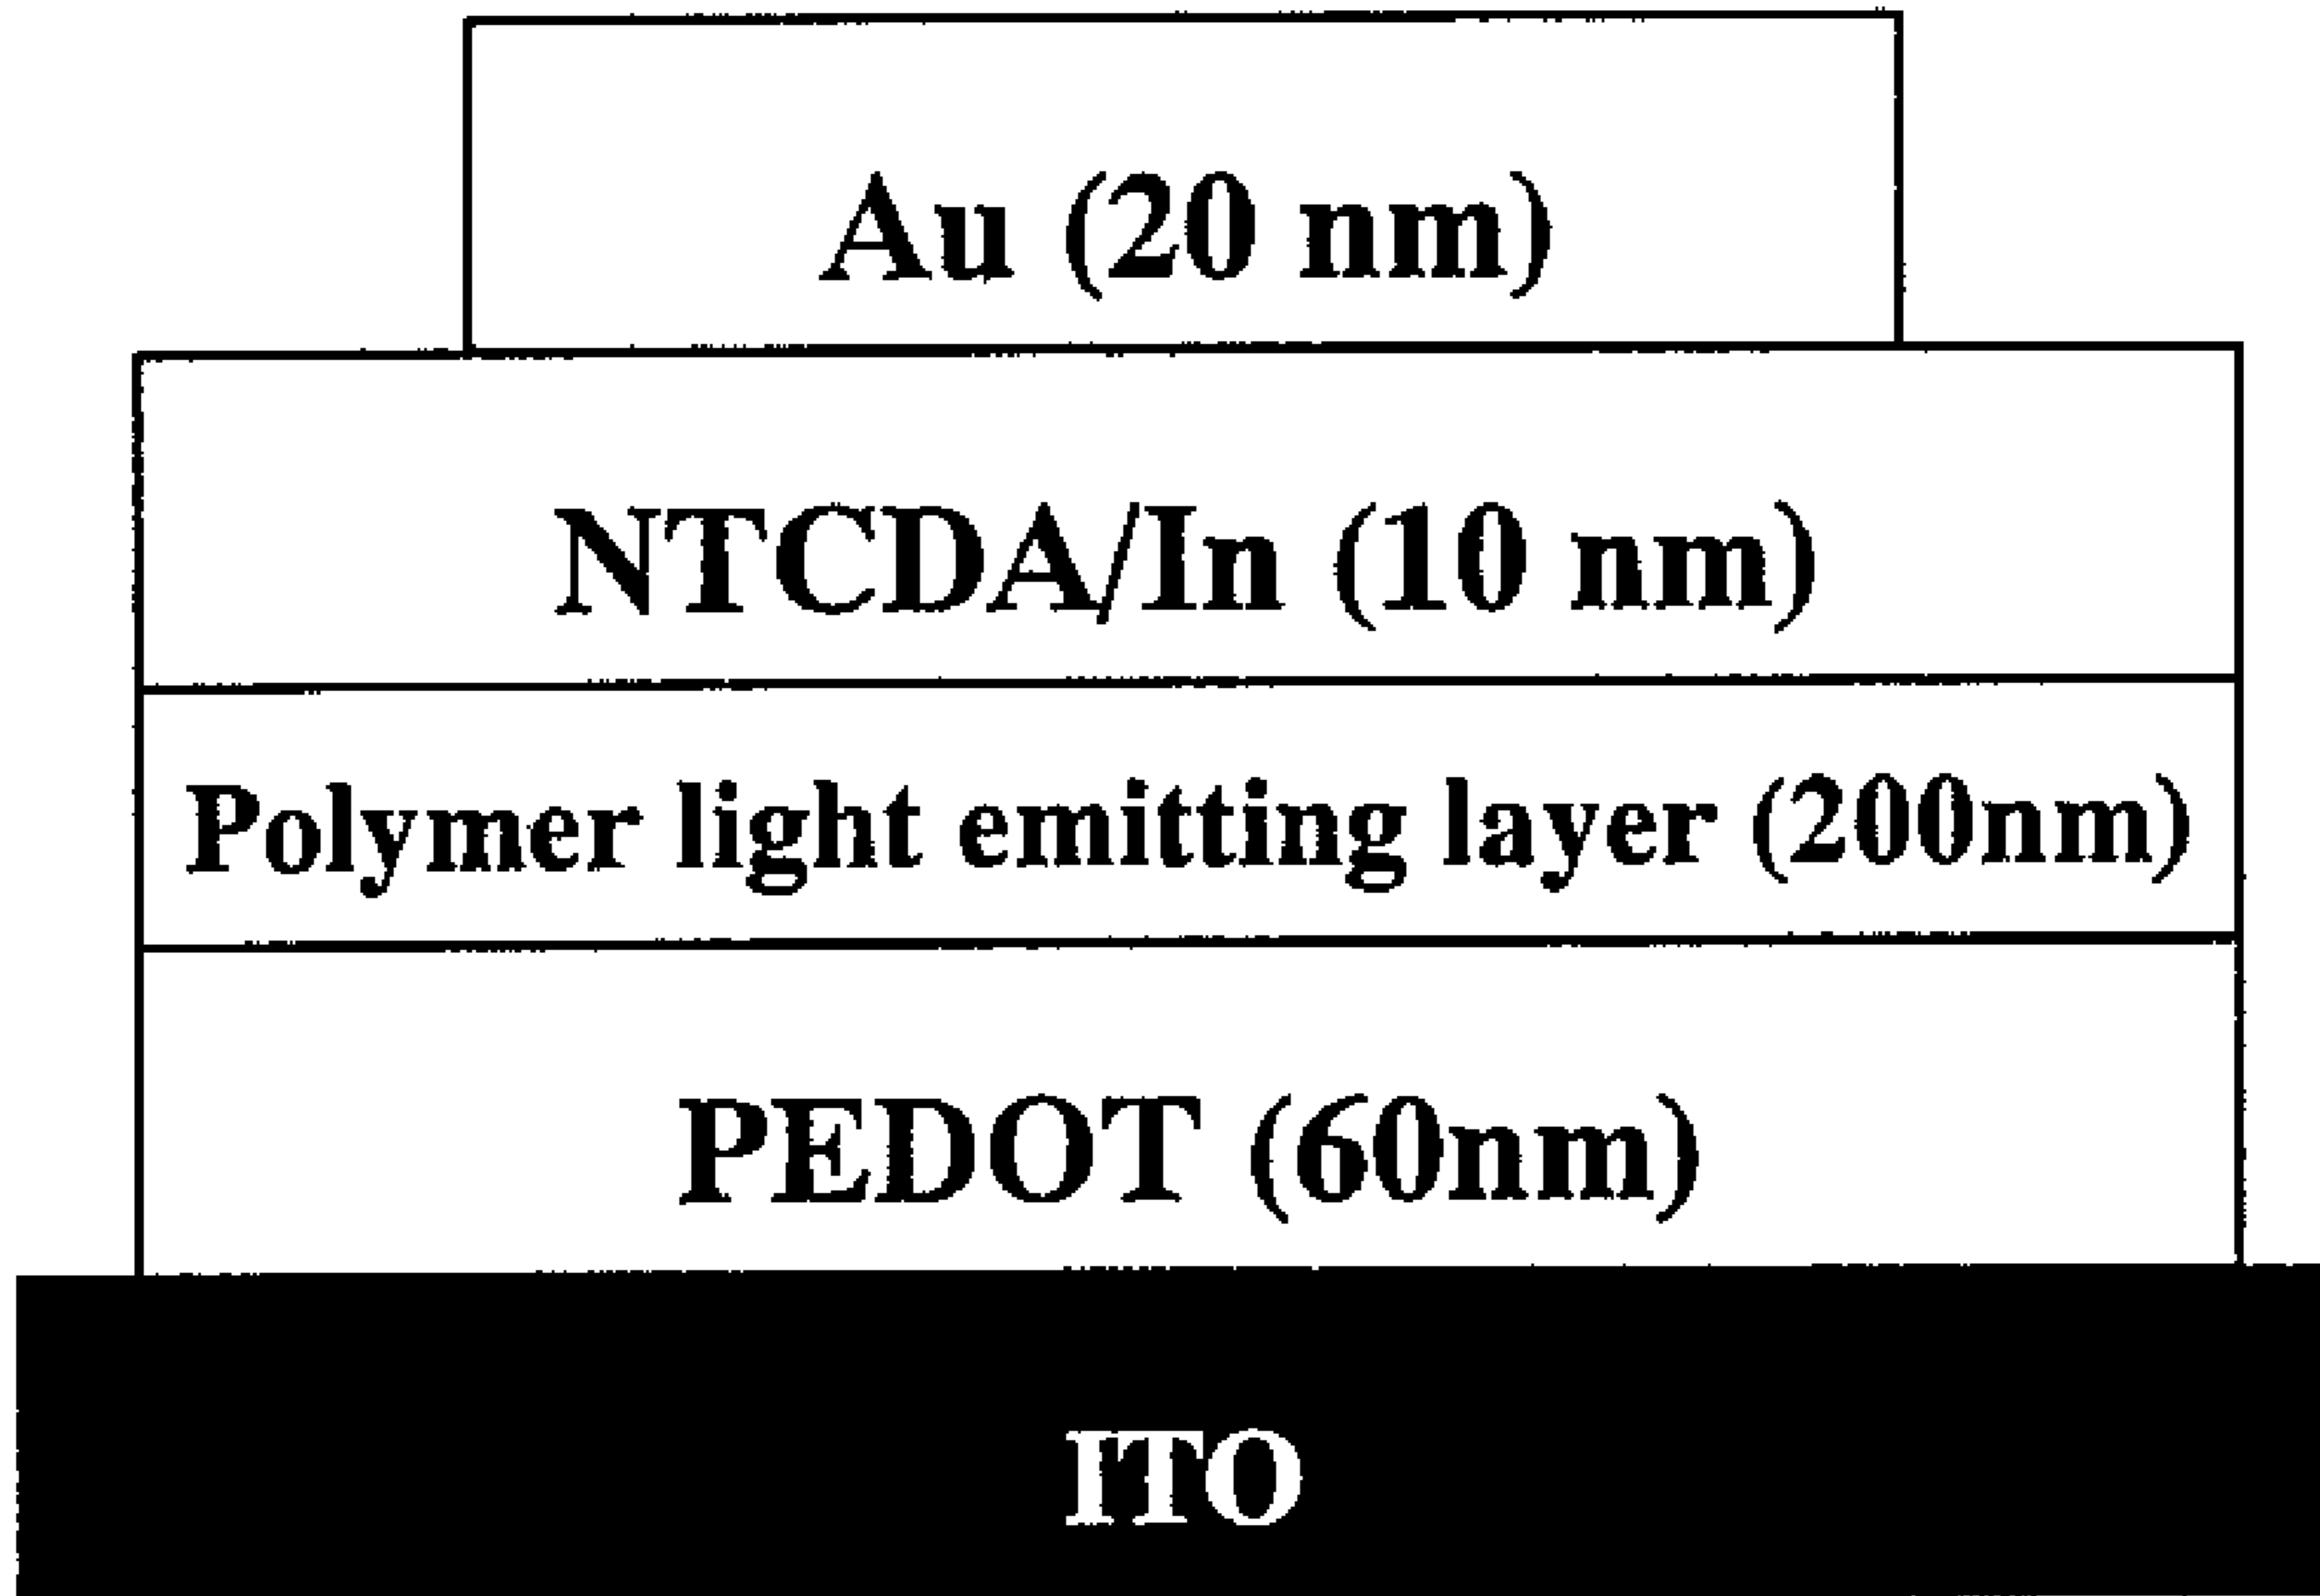 Au (20 nm)
NTCDA/In (10 nm)
Polymer light emitting layer (200nm)
PEDOT (60nm)
ITO